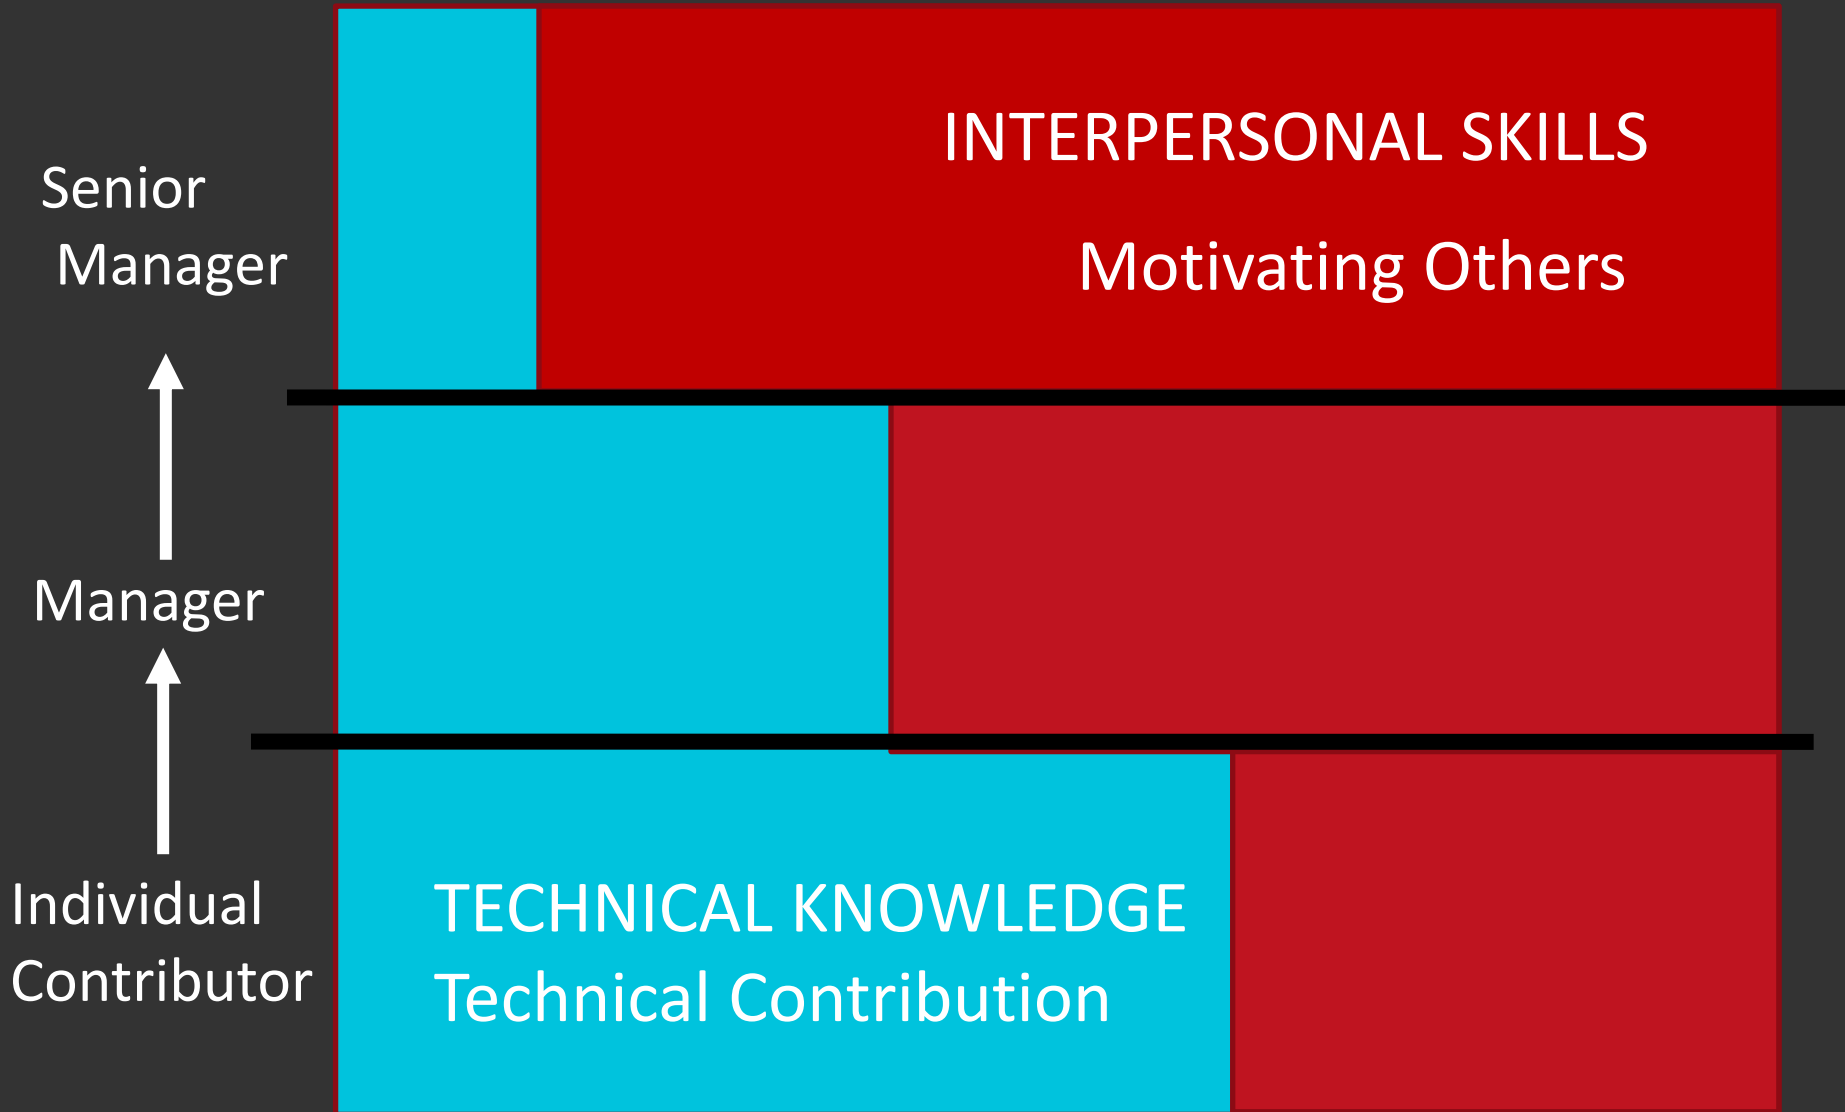 INTERPERSONAL SKILLS
Senior
Manager
Motivating Others
Manager
Individual
Contributor
TECHNICAL KNOWLEDGE
Technical Contribution